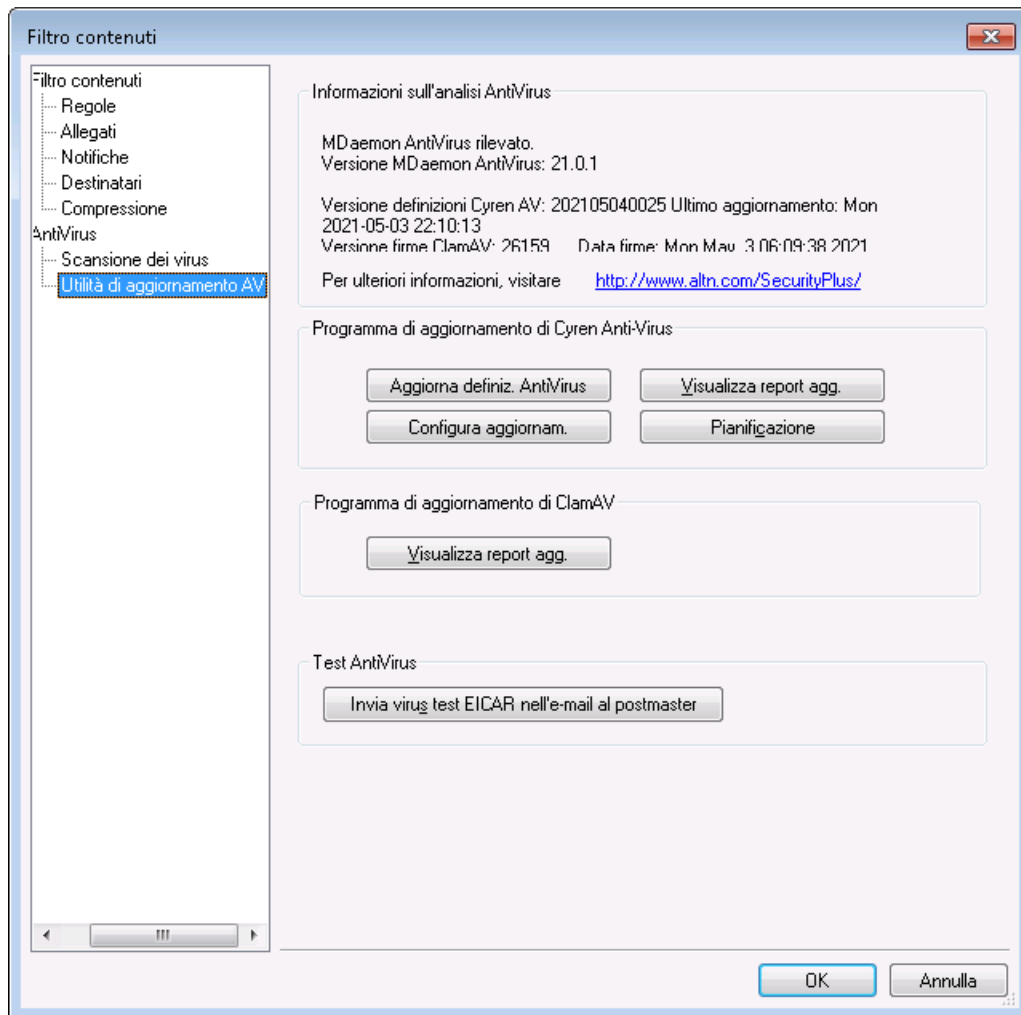 Filtro contenuti
Filtro contenuti
Regole
Allegati
Notifiche
Destinatari
Compressione
AntiVirus
Scansione dei virus
Utilità di aggiornamento AV
Informazioni sull'analisi AntiVirus
MDaemon AntiVirus rilevato.
Versione MDaemon AntiVirus: 21.0.1
Versione definizioni Cyren AV: 202105040025 Ultimo aggiornamento: Mon
2021-05-03 22:10:13
Versione firme ClamAV: 26159 Data firme: Mon May 3 06:09:38 2021
Per ulteriori informazioni, visitare http://www.altn.com/SecurityPlus/
Programma di aggiornamento di Cyren Anti-Virus
Aggiorna definiz. AntiVirus Visualizza report agg.
Configura aggiornam. Pianificazione
Programma di aggiornamento di ClamAV
Visualizza report agg.
Test AntiVirus
Invia virus test EICAR nell'e-mail al postmaster
OK Annulla